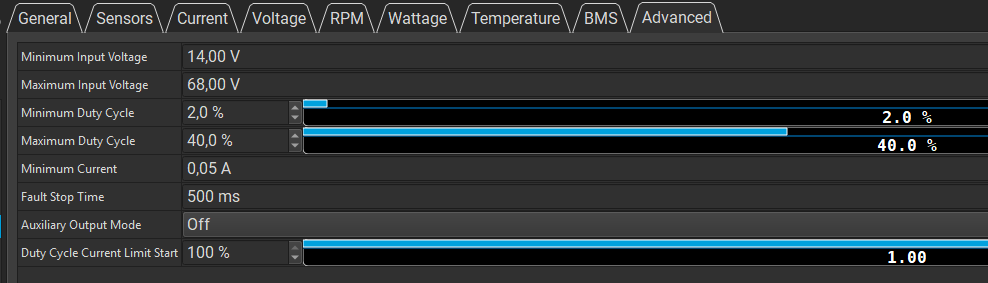 General Sensors Current Voltage RPM Wattage Temperature BMS Advanced
Minimum Input Voltage 14,00 V
Maximum Input Voltage 68,00 V
Minimum Duty Cycle 2,0 % 2.0 %
Maximum Duty Cycle 40,0 % 40.0 %
Minimum Current 0,05 A
Fault Stop Time 500 ms
Auxiliary Output Mode Off
Duty Cycle Current Limit Start 100 % 1.00